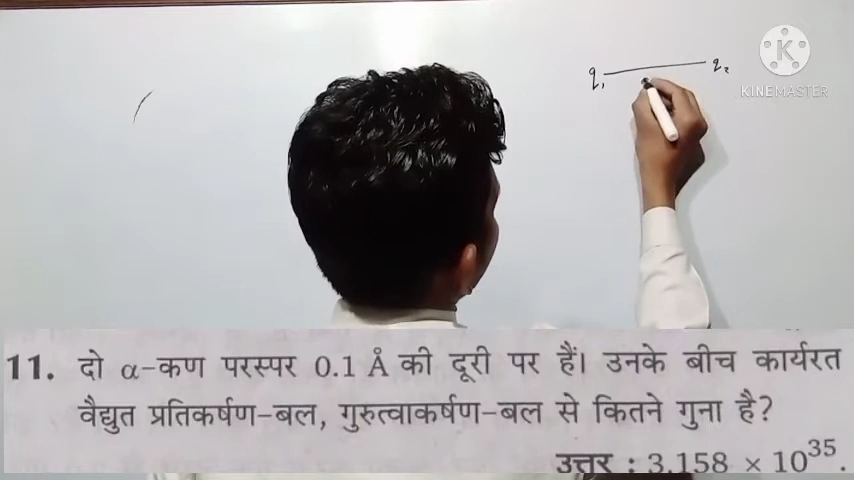 q₁ q₂
K
KINEMASTER
11. दो α-कण परस्पर 0.1 Å की दूरी पर हैं। उनके बीच कार्यरत
वैद्युत प्रतिकर्षण-बल, गुरुत्वाकर्षण-बल से कितने गुना है?
उत्तर : 3.158 × 10³⁵.